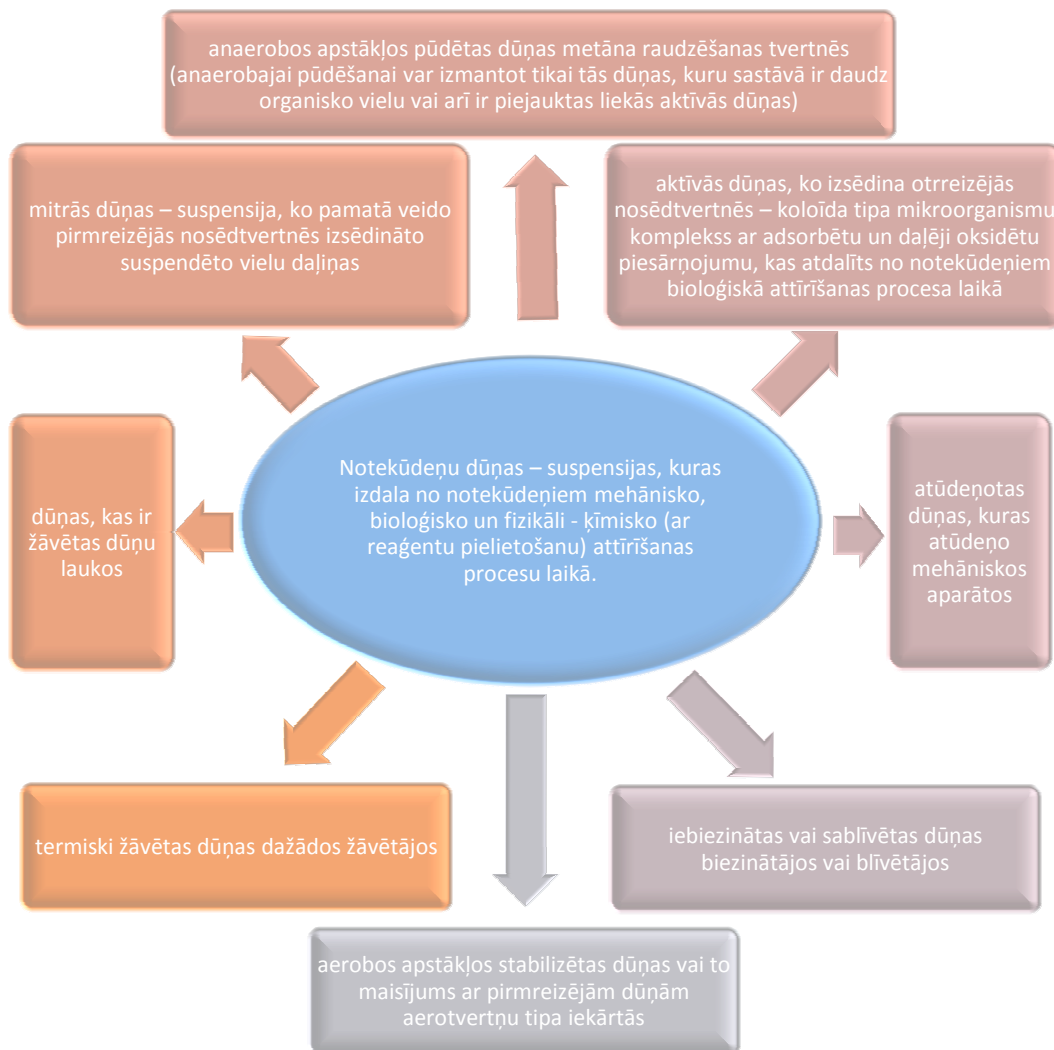 anaerobos apstākļos pūdētas dūņas metāna raudzēšanas tvertnēs
(anaerobajai pūdēšanai var izmantot tikai tās dūņas, kuru sastāvā ir daudz
organisko vielu vai arī ir piejauktas liekās aktīvās dūņas)
mitrās dūņas – suspensija, ko pamatā veido
pirmreizējās nosēdtvertnēs izsēdināto
suspendēto vielu daļiņas
aktīvās dūņas, ko izsēdina otrreizējās
nosēdtvertnēs – koloīda tipa mikroorganismu
komplekss ar adsorbētu un daļēji oksidētu
piesārņojumu, kas atdalīts no notekūdeņiem
bioloģiskā attīrīšanas procesa laikā
Notekūdeņu dūņas – suspensijas, kuras
izdala no notekūdeņiem mehānisko,
bioloģisko un fizikāli - ķīmisko (ar
reaģentu pielietošanu) attīrīšanas
procesu laikā.
dūņas, kas ir
žāvētas dūņu
laukos
atūdeņotas
dūņas, kuras
atūdeņo
mehāniskos
aparātos
termiski žāvētas dūņas dažādos žāvētājos
iebiezinātas vai sablīvētas dūņas
biezinātājos vai blīvētājos
aerobos apstākļos stabilizētas dūņas vai to
maisījums ar pirmreizējām dūņām
aerotvertņu tipa iekārtās